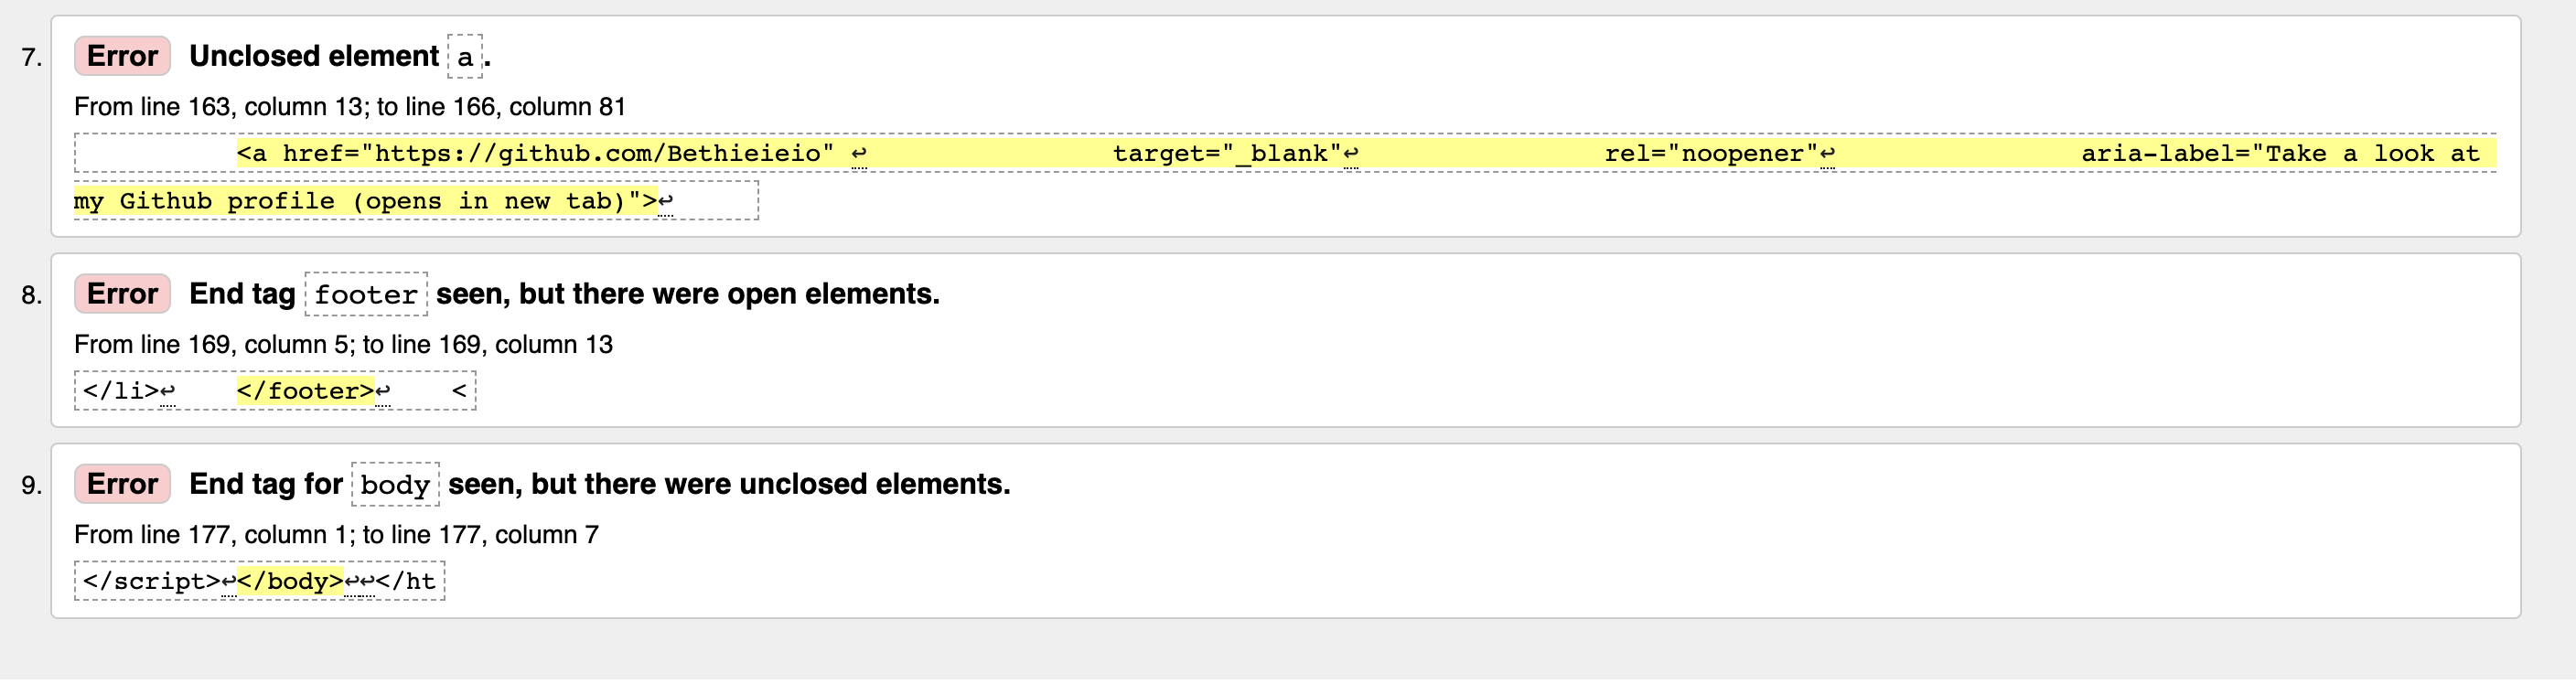 7. Error Unclosed element a.
From line 163, column 13; to line 166, column 81
<a href="https://github.com/Bethieieio" ↩ target="_blank"↩ rel="noopener"↩ aria-label="Take a look at
my Github profile (opens in new tab)">↩
8. Error End tag footer seen, but there were open elements.
From line 169, column 5; to line 169, column 13
</li>↩ </footer>↩ <
9. Error End tag for body seen, but there were unclosed elements.
From line 177, column 1; to line 177, column 7
</script>↩</body>↩↩</ht